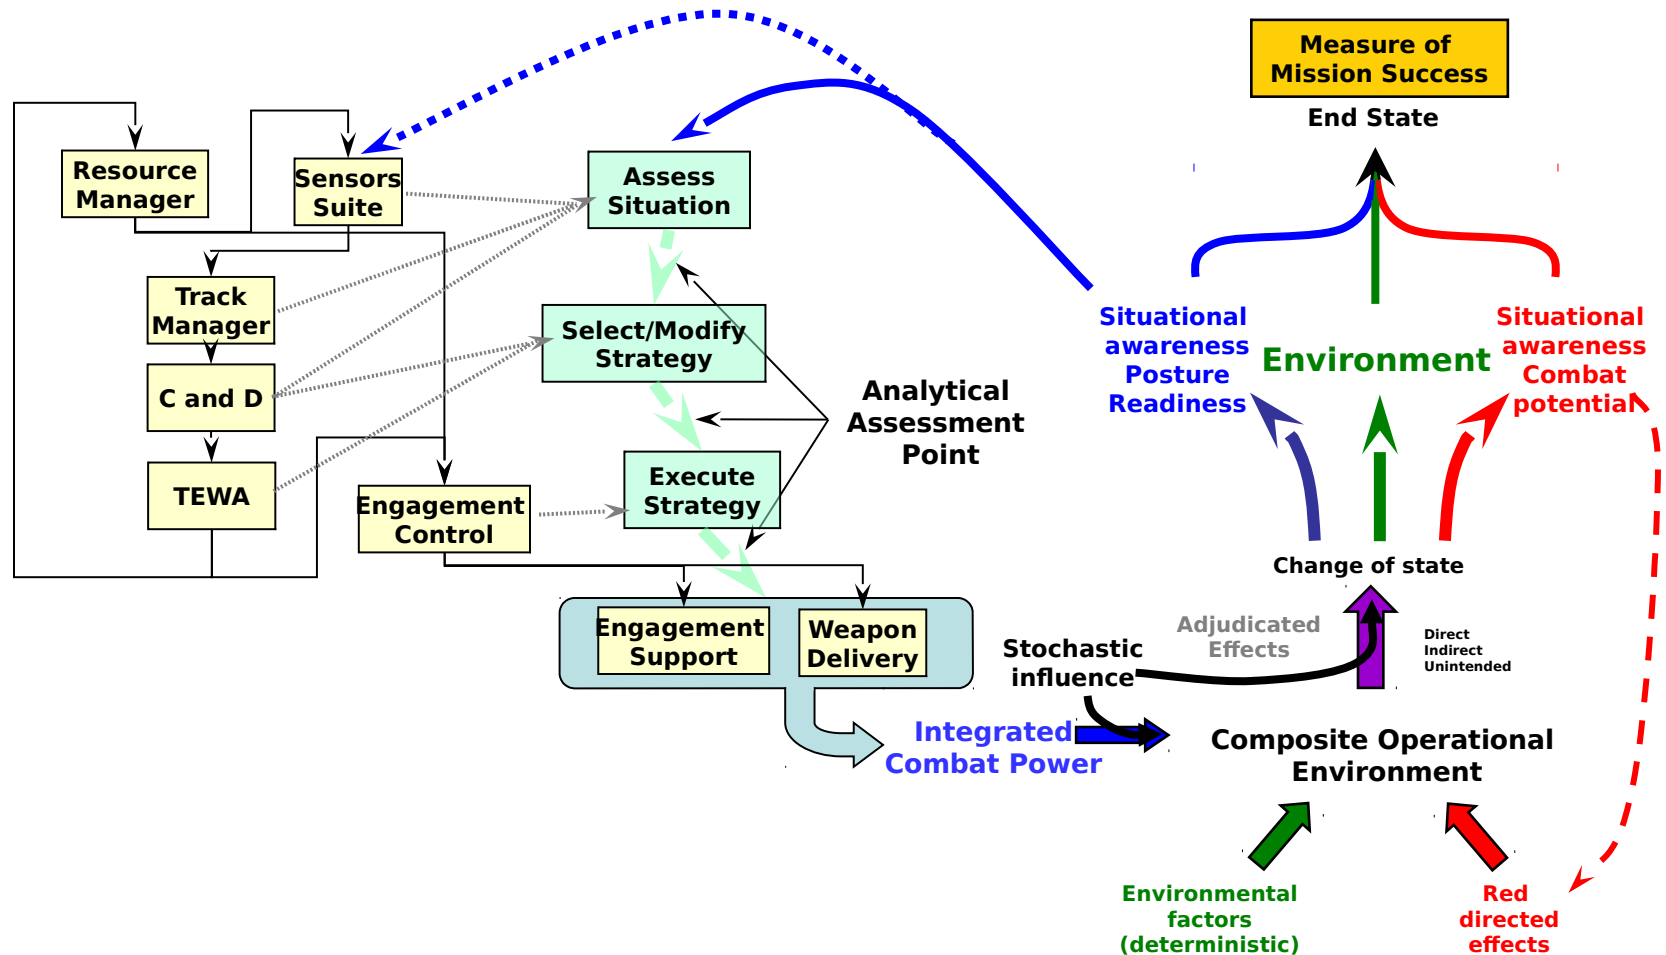 Measure of
Mission Success
End State
Resource
Manager
Sensors
Suite
Assess
Situation
Track
Manager
Select/Modify
Strategy
C and D
TEWA
Execute
Strategy
Engagement
Control
Analytical
Assessment
Point
Situational
awareness
Posture
Readiness
Environment
Situational
awareness
Combat
potential
Change of state
Engagement
Support
Weapon
Delivery
Stochastic
influence
Adjudicated
Effects
Direct
Indirect
Unintended
Integrated
Combat Power
Composite Operational
Environment
Environmental
factors
(deterministic)
Red
directed
effects